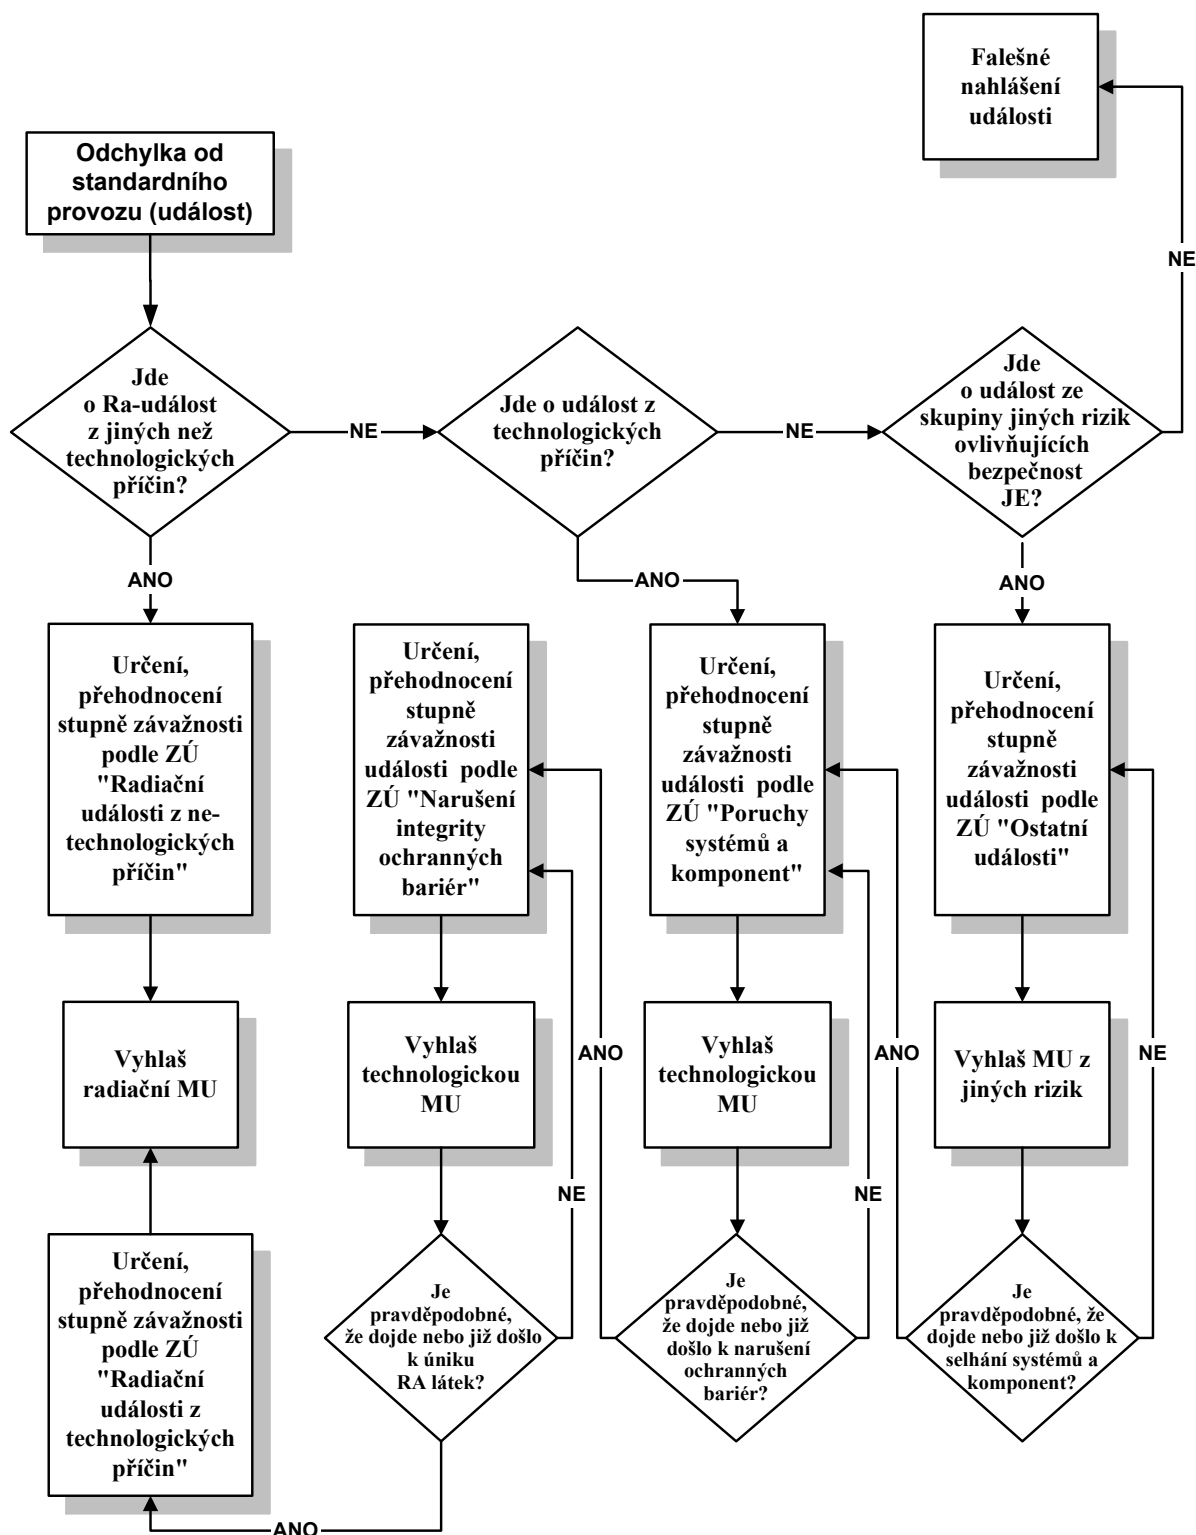 Falešné
nahlášení
události
Odchylka od
standardního
provozu (událost)
NE
Jde
o Ra-událost
z jiných než
technologických
příčin?
NE
Jde o událost z
technologických
příčin?
NE
Jde
o událost ze
skupiny jiných rizik
ovlivňujících
bezpečnost
JE?
ANO
ANO
ANO
Určení,
přehodnocení
stupně závažnosti
podle ZÚ
"Radiační
události z ne-
technologických
příčin"
Určení,
přehodnocení
stupně
závažnosti
události podle
ZÚ "Narušení
integrity
ochranných
bariér"
Určení,
přehodnocení
stupně
závažnosti
události podle
ZÚ "Poruchy
systémů a
komponent"
Určení,
přehodnocení
stupně
závažnosti
události podle
ZÚ "Ostatní
události"
Vyhlaš
radiační MU
Vyhlaš
technologickou
MU
ANO
Vyhlaš
technologickou
MU
ANO
Vyhlaš MU z
jiných rizik
NE
NE
NE
Určení,
přehodnocení
stupně závažnosti
podle ZÚ
"Radiační
události z
technologických
příčin"
Je
pravděpodobné,
že dojde nebo již došlo
k úniku
RA látek?
Je
pravděpodobné,
že dojde nebo již
došlo k narušení
ochranných
bariér?
Je
pravděpodobné, že
dojde nebo již došlo k
selhání systémů a
komponent?
ANO